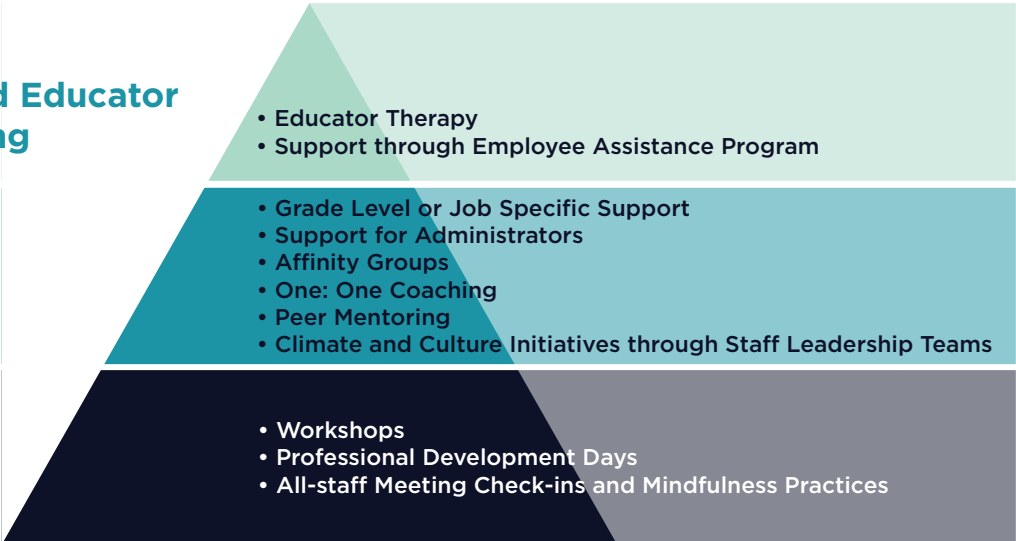 Educator
• Educator Therapy
• Support through Employee Assistance Program
• Grade Level or Job Specific Support
• Support for Administrators
• Affinity Groups
• One: One Coaching
• Peer Mentoring
• Climate and Culture Initiatives through Staff Leadership Teams
• Workshops
• Professional Development Days
• All-staff Meeting Check-ins and Mindfulness Practices